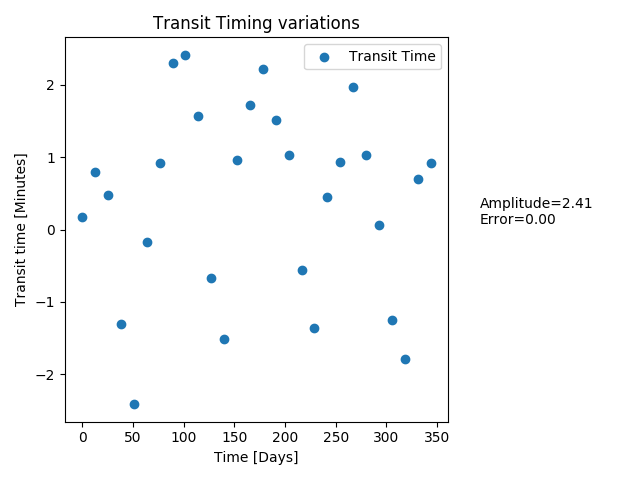 Transit Timing variations
Transit Time
Transit time [Minutes]
2
1
0
−1
−2
0 50 100 150 200 250 300 350
Time [Days]
Amplitude=2.41
Error=0.00